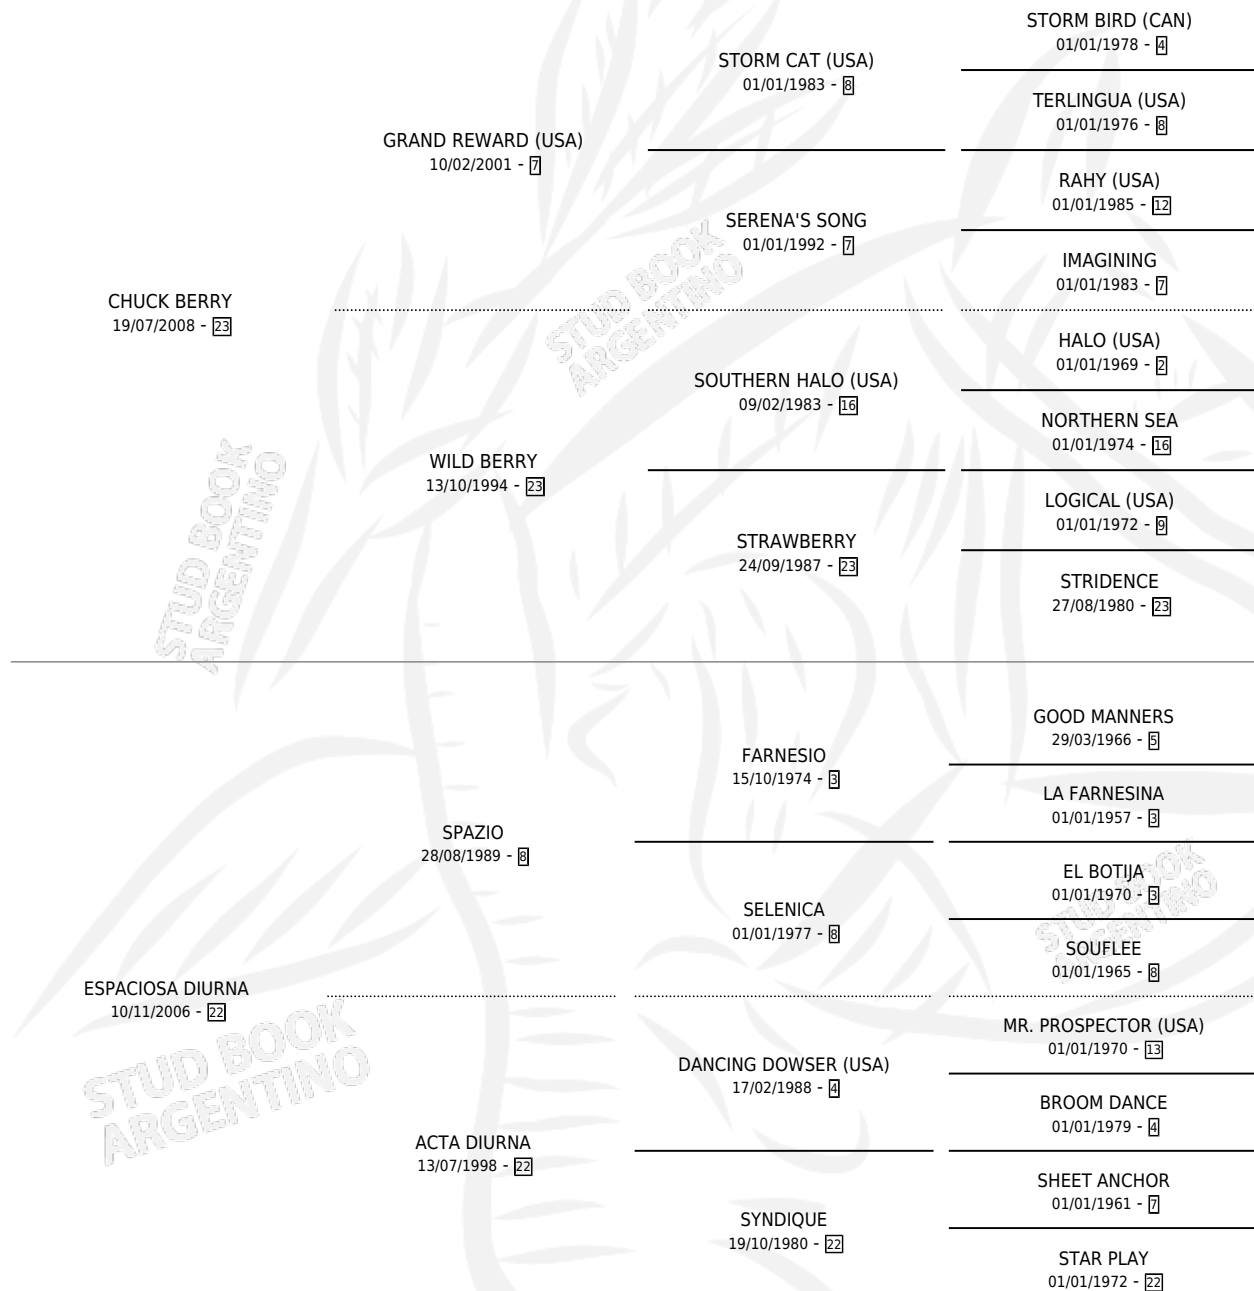 STORM BIRD (CAN)
01/01/1978 - 4
STORM CAT (USA)
01/01/1983 - 8
TERLINGUA (USA)
01/01/1976 - 8
GRAND REWARD (USA)
10/02/2001 - 7
RAHY (USA)
01/01/1985 - 12
SERENA'S SONG
01/01/1992 - 7
IMAGINING
01/01/1983 - 7
CHUCK BERRY
19/07/2008 - 23
HALO (USA)
01/01/1969 - 2
SOUTHERN HALO (USA)
09/02/1983 - 16
NORTHERN SEA
01/01/1974 - 16
WILD BERRY
13/10/1994 - 23
LOGICAL (USA)
01/01/1972 - 9
STRAWBERRY
24/09/1987 - 23
STRIDENCE
27/08/1980 - 23
GOOD MANNERS
29/03/1966 - 5
FARNESIO
15/10/1974 - 3
LA FARNESINA
01/01/1957 - 3
SPAZIO
28/08/1989 - 8
EL BOTIJA
01/01/1970 - 3
SELENICA
01/01/1977 - 8
SOUFLEE
01/01/1965 - 8
ESPACIOSA DIURNA
10/11/2006 - 22
MR. PROSPECTOR (USA)
01/01/1970 - 13
DANCING DOWSER (USA)
17/02/1988 - 4
BROOM DANCE
01/01/1979 - 4
ACTA DIURNA
13/07/1998 - 22
SHEET ANCHOR
01/01/1961 - 7
SYNDIQUE
19/10/1980 - 22
STAR PLAY
01/01/1972 - 22
STUD BOOK
ARGENTINO
STUD BOOK
ARGENTINO
STUD BOOK
ARGENTINO
STUD BOOK
ARGENTINO